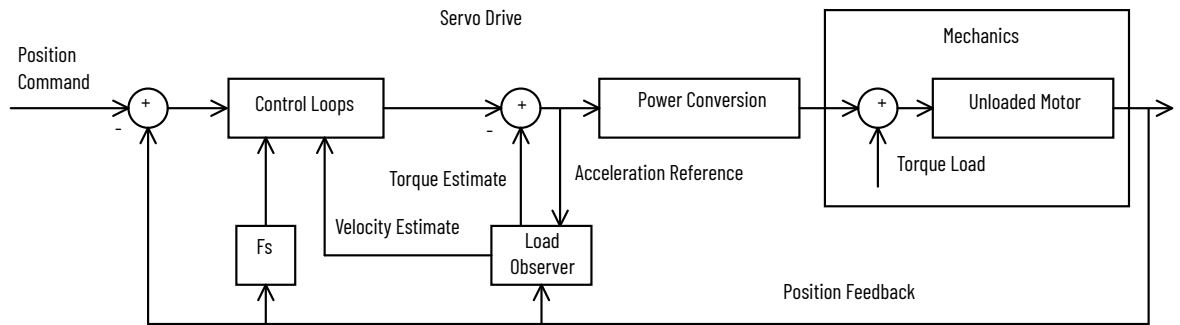 Servo Drive
Mechanics
Position
Command
+
-
Control Loops
+
-
Power Conversion
+
Unloaded Motor
Torque Load
Torque Estimate
Acceleration Reference
Velocity Estimate
Fs
Load
Observer
Position Feedback